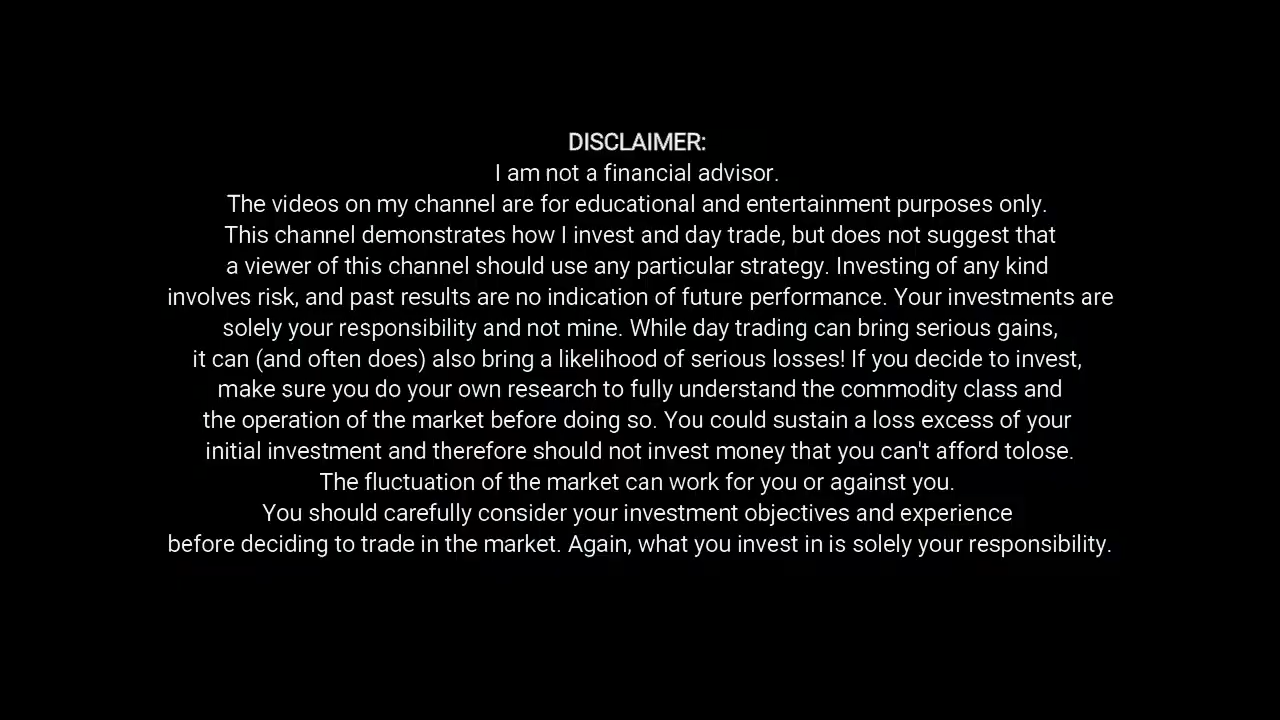 DISCLAIMER:
I am not a financial advisor.
The videos on my channel are for educational and entertainment purposes only.
This channel demonstrates how I invest and day trade, but does not suggest that
a viewer of this channel should use any particular strategy. Investing of any kind
involves risk, and past results are no indication of future performance. Your investments are
solely your responsibility and not mine. While day trading can bring serious gains,
it can (and often does) also bring a likelihood of serious losses! If you decide to invest,
make sure you do your own research to fully understand the commodity class and
the operation of the market before doing so. You could sustain a loss excess of your
initial investment and therefore should not invest money that you can't afford tolose.
The fluctuation of the market can work for you or against you.
You should carefully consider your investment objectives and experience
before deciding to trade in the market. Again, what you invest in is solely your responsibility.